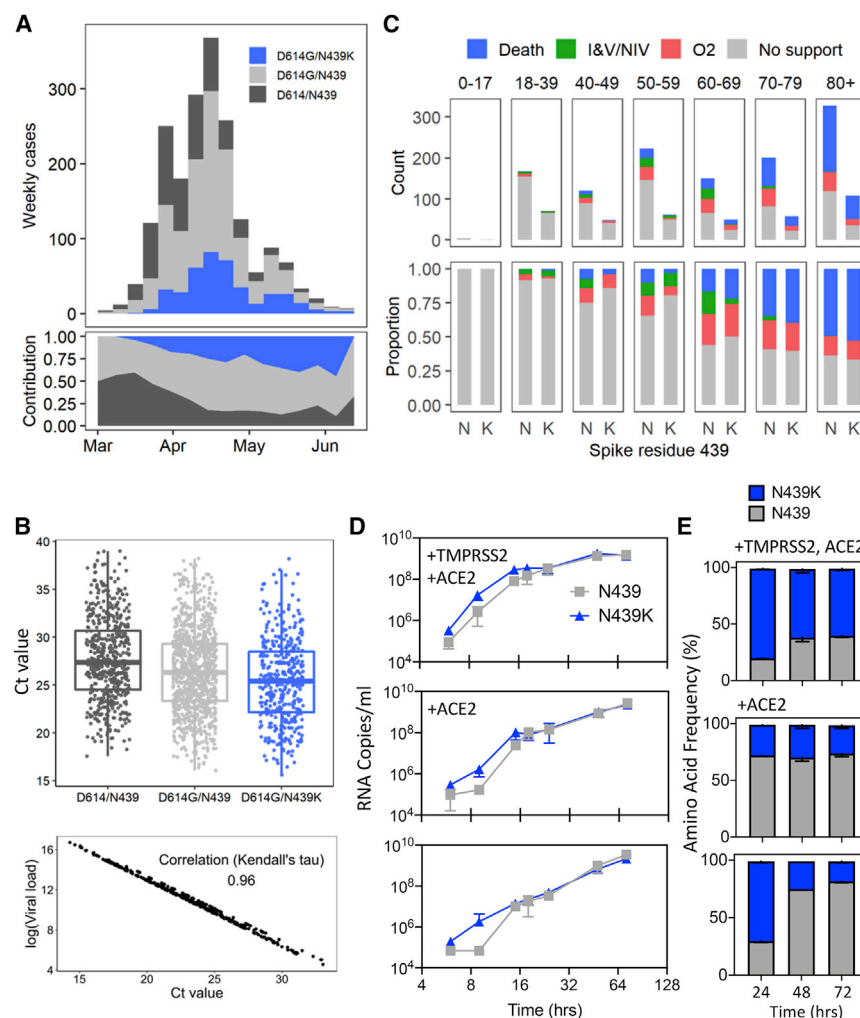 A
D614G/N439K
D614G/N439
D614/N439
Weekly cases
300
200
100
0
Contribution
1.00
0.75
0.50
0.25
0.00
Mar Apr May Jun
C
Death I&V/NIV O2 No support
0-17 18-39 40-49 50-59 60-69 70-79 80+
Count
300
200
100
0
Proportion
1.00
0.75
0.50
0.25
0.00
N K N K N K N K N K N K N K
Spike residue 439
B
Ct value
40
35
30
25
20
15
D614/N439 D614G/N439 D614G/N439K
log(Viral load)
16
12
8
4
Correlation (Kendall's tau)
0.96
15 20 25 30
Ct value
D
RNA Copies/ml
10^10
10^8
10^6
10^4
+TMPRSS2
+ACE2
N439
N439K
10^10
10^8
10^6
10^4
+ACE2
10^10
10^8
10^6
10^4
4 8 16 32 64 128
Time (hrs)
N439K
N439
E
+TMPRSS2, ACE2
Amino Acid Frequency (%)
100
50
0
+ACE2
100
50
0
100
50
0
24 48 72
Time (hrs)